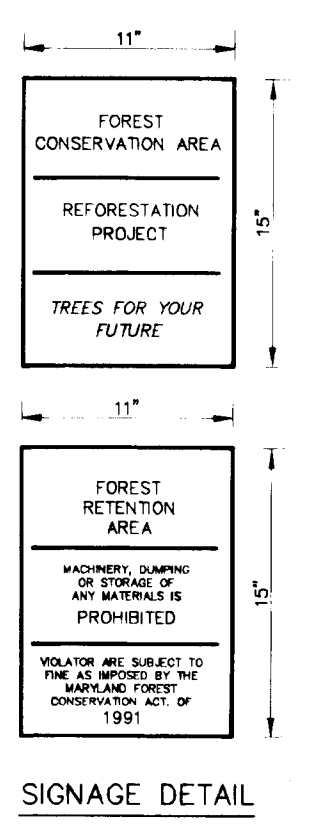 11"
FOREST
CONSERVATION AREA
REFORESTATION
PROJECT
15"
TREES FOR YOUR
FUTURE
11"
FOREST
RETENTION
AREA
MACHINERY, DUMPING
OR STORAGE OF
ANY MATERIALS IS
PROHIBITED
15"
VIOLATOR ARE SUBJECT TO
FINE AS IMPOSED BY THE
MARYLAND FOREST
CONSERVATION ACT. OF
1991
SIGNAGE DETAIL